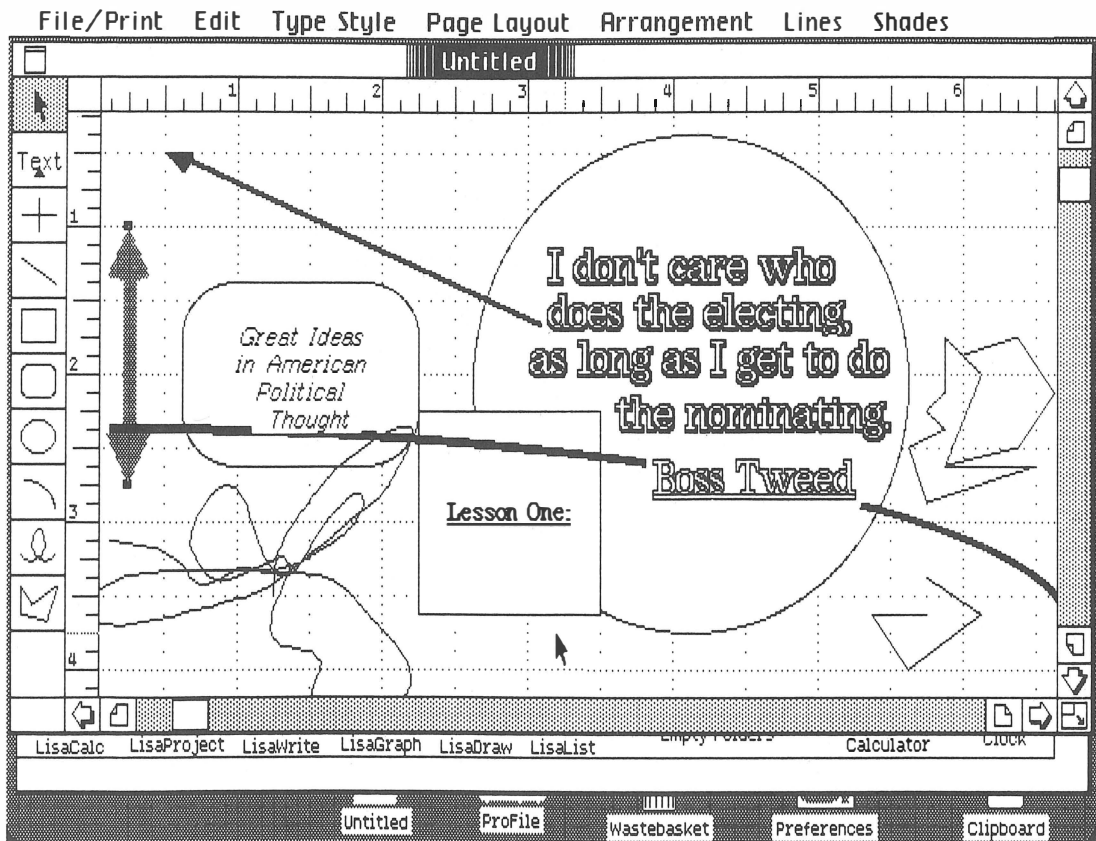 File/Print Edit Type Style Page Layout Arrangement Lines Shades
Untitled
1 2 3 4 5 6
Text
1
2
3
4
I don't care who
does the electing,
as long as I get to do
the nominating.
Boss Tweed
Great Ideas
in American
Political
Thought
Lesson One:
LisaCalc LisaProject LisaWrite LisaGraph LisaDraw LisaList Empty Folders Calculator Clock
Untitled ProFile Wastebasket Preferences Clipboard